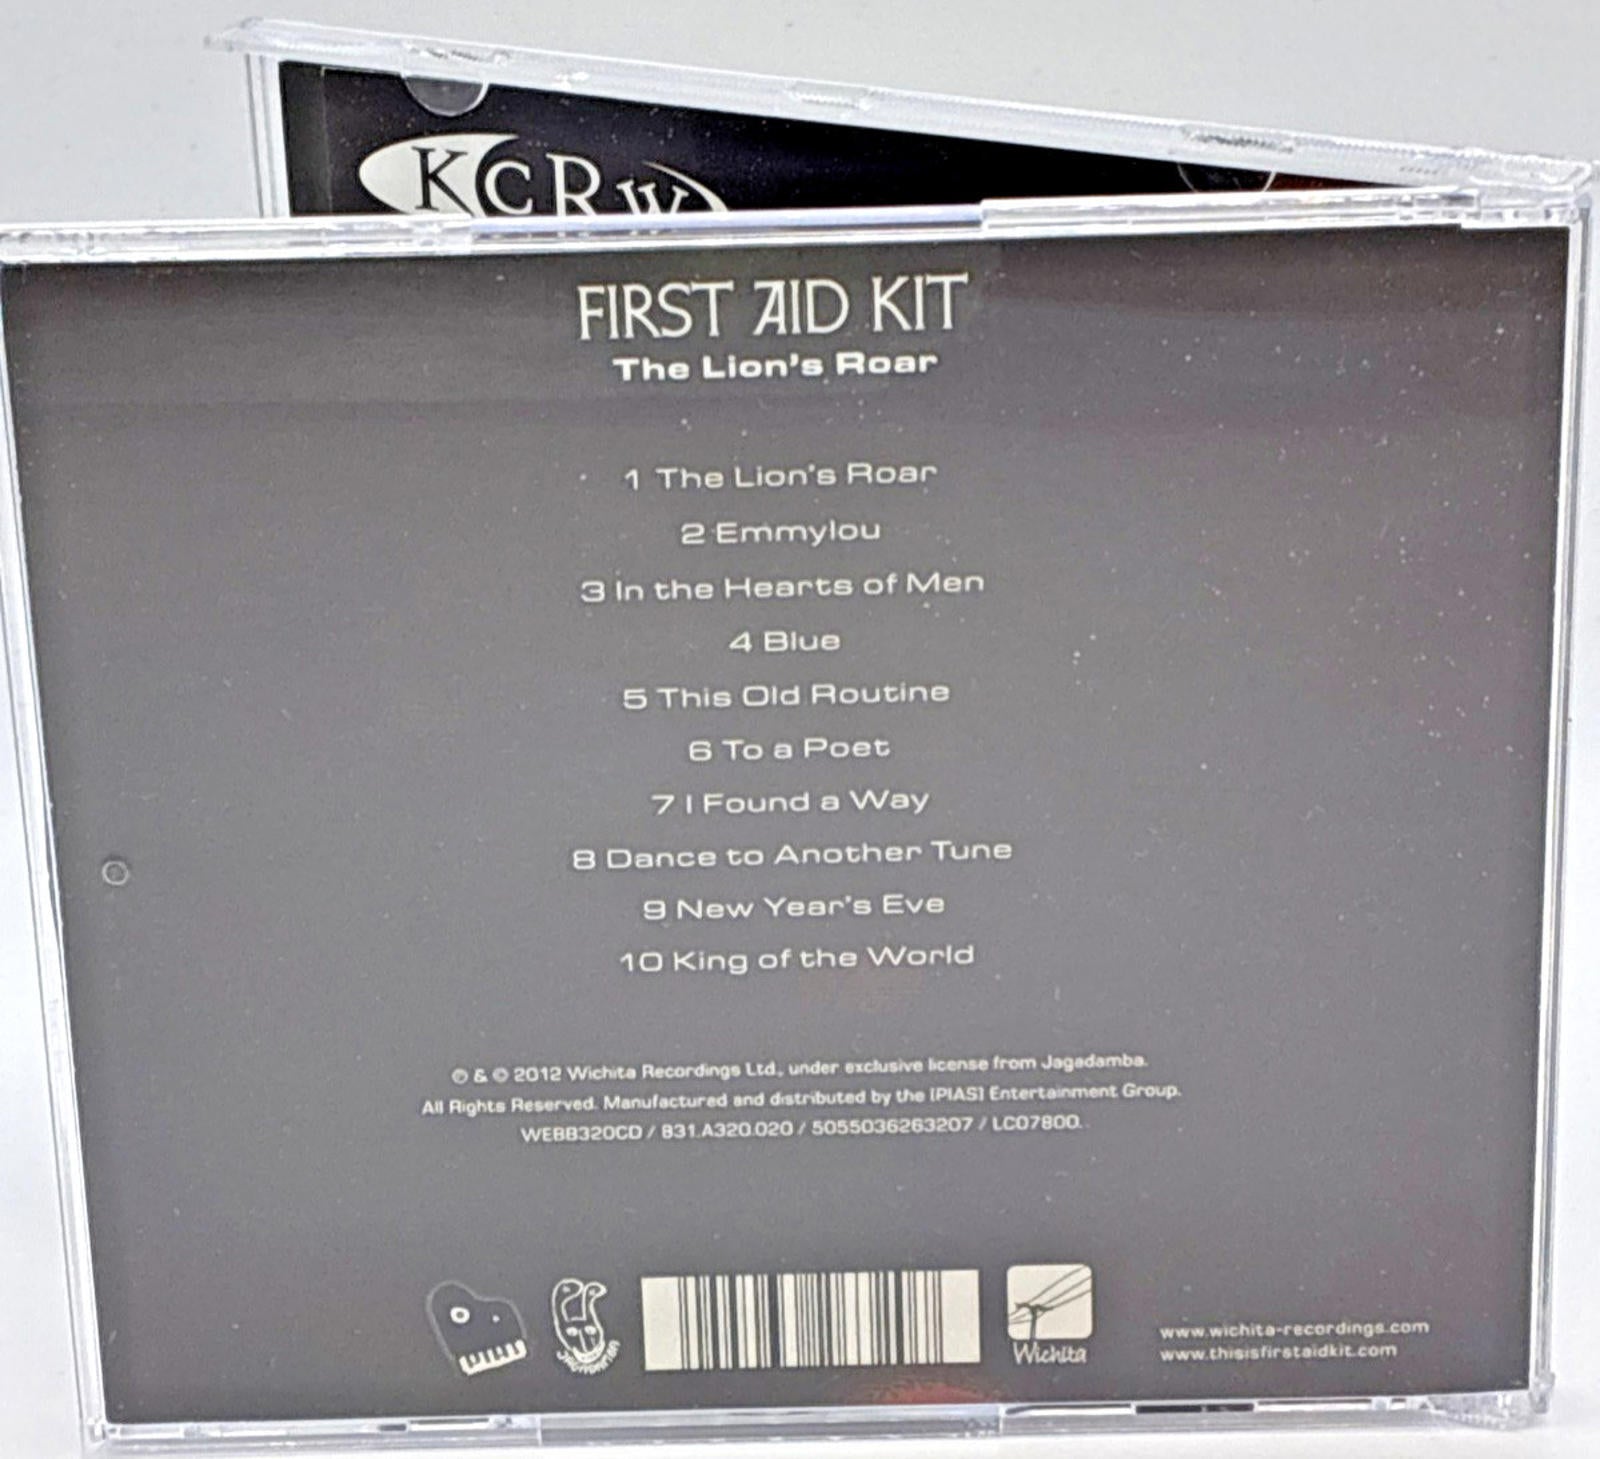 KCRW
FIRST AID KIT
The Lion's Roar
1 The Lion's Roar
2 Emmylou
3 In the Hearts of Men
4 Blue
5 This Old Routine
6 To a Poet
7 I Found a Way
8 Dance to Another Tune
9 New Year's Eve
10 King of the World
℗ & © 2012 Wichita Recordings Ltd., under exclusive license from Jagadamba.
All Rights Reserved. Manufactured and distributed by the [PIAS] Entertainment Group.
WEBB320CD / 831.A320.020 / 5055036263207 / LC07800.
JAGADAMBA
Wichita
www.wichita-recordings.com
www.thisisfirstaidkit.com